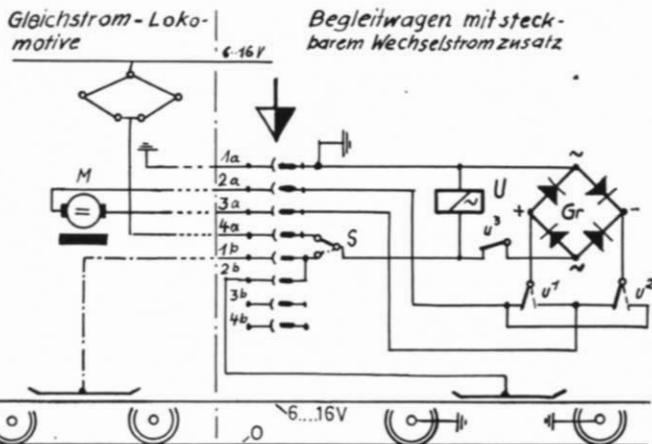 Gleichstrom-Loko-
motive
Begleitwagen mit steck-
barem Wechselstromzusatz
6..16V
1a
2a
3a
4a
1b
2b
3b
4b
M
S
U
~
u³
~
+
Gr
-
~
u¹
u²
6....16V
0